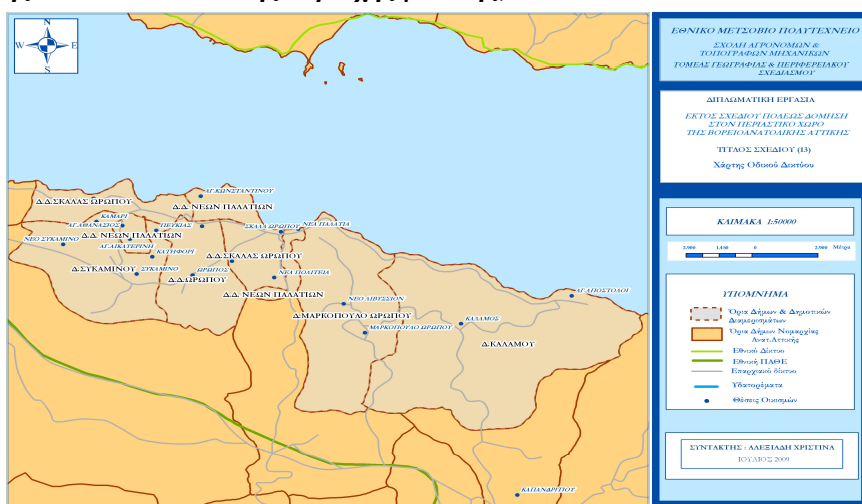 N
W E
S
ΑΓ.ΚΩΝΣΤΑΝΤΙΝΟΥ
Δ.Δ.ΣΚΑΛΑΣ ΩΡΩΠΟΥ
Δ.Δ. ΝΕΩΝ ΠΑΛΑΤΙΩΝ
ΚΑΜΑΡΙ
ΑΓ.ΑΘΑΝΑΣΙΟΣ
ΠΕΥΚΙΑΣ
ΣΚΑΛΑ ΩΡΩΠΟΥ
ΝΕΑ ΠΑΛΑΤΙΑ
Δ.Δ. ΝΕΩΝ ΠΑΛΑΤΙΩΝ
ΝΕΟ ΣΥΚΑΜΙΝΟ
ΑΓ.ΑΙΚΑΤΕΡΙΝΗ
ΚΑΤΗΦΟΡΙ
Δ.Δ.ΣΚΑΛΑΣ ΩΡΩΠΟΥ
Δ.ΣΥΚΑΜΙΝΟΥ
ΣΥΚΑΜΙΝΟ
ΩΡΩΠΟΣ
Δ.Δ.ΩΡΩΠΟΥ
ΝΕΑ ΠΟΛΙΤΕΙΑ
Δ.Δ. ΝΕΩΝ ΠΑΛΑΤΙΩΝ
ΝΕΟ ΛΙΒΥΣΣΙΟΝ
ΑΓ.ΑΠΟΣΤΟΛΟΙ
Δ.ΜΑΡΚΟΠΟΥΛΟ ΩΡΩΠΟΥ
ΜΑΡΚΟΠΟΥΛΟ ΩΡΩΠΟΥ
ΚΑΛΑΜΟΣ
Δ.ΚΑΛΑΜΟΥ
ΚΑΠΑΝΔΡΙΤΙΟΥ
ΕΘΝΙΚΟ ΜΕΤΣΟΒΙΟ ΠΟΛΥΤΕΧΝΕΙΟ
ΣΧΟΛΗ ΑΓΡΟΝΟΜΩΝ &
ΤΟΠΟΓΡΑΦΩΝ ΜΗΧΑΝΙΚΩΝ
ΤΟΜΕΑΣ ΓΕΩΓΡΑΦΙΑΣ & ΠΕΡΙΦΕΡΕΙΑΚΟΥ
ΣΧΕΔΙΑΣΜΟΥ
ΔΙΠΛΩΜΑΤΙΚΗ ΕΡΓΑΣΙΑ
ΕΚΤΟΣ ΣΧΕΔΙΟΥ ΠΟΛΕΩΣ ΔΟΜΗΣΗ
ΣΤΟΝ ΠΕΡΙΑΣΤΙΚΟ ΧΩΡΟ
ΤΗΣ ΒΟΡΕΙΟΑΝΑΤΟΛΙΚΗΣ ΑΤΤΙΚΗΣ
ΤΙΤΛΟΣ ΣΧΕΔΙΟΥ (13)
Χάρτης Οδικού Δικτύου
ΚΛΙΜΑΚΑ 1:50000
2,900 1,450 0 2,900 Μέτρα
ΥΠΟΜΝΗΜΑ
Όρια Δήμων & Δημοτικών
Διαμερισμάτων
Όρια Δήμων Νομαρχίας
Ανατ.Αττικής
Εθνικό Δίκτυο
Εθνική ΠΑΘΕ
Επαρχιακό δίκτυο
Υδατορέματα
Θέσεις Οικισμών
ΣΥΝΤΑΚΤΗΣ : ΑΛΕΞΙΑΔΗ ΧΡΙΣΤΙΝΑ
ΙΟΥΛΙΟΣ 2009